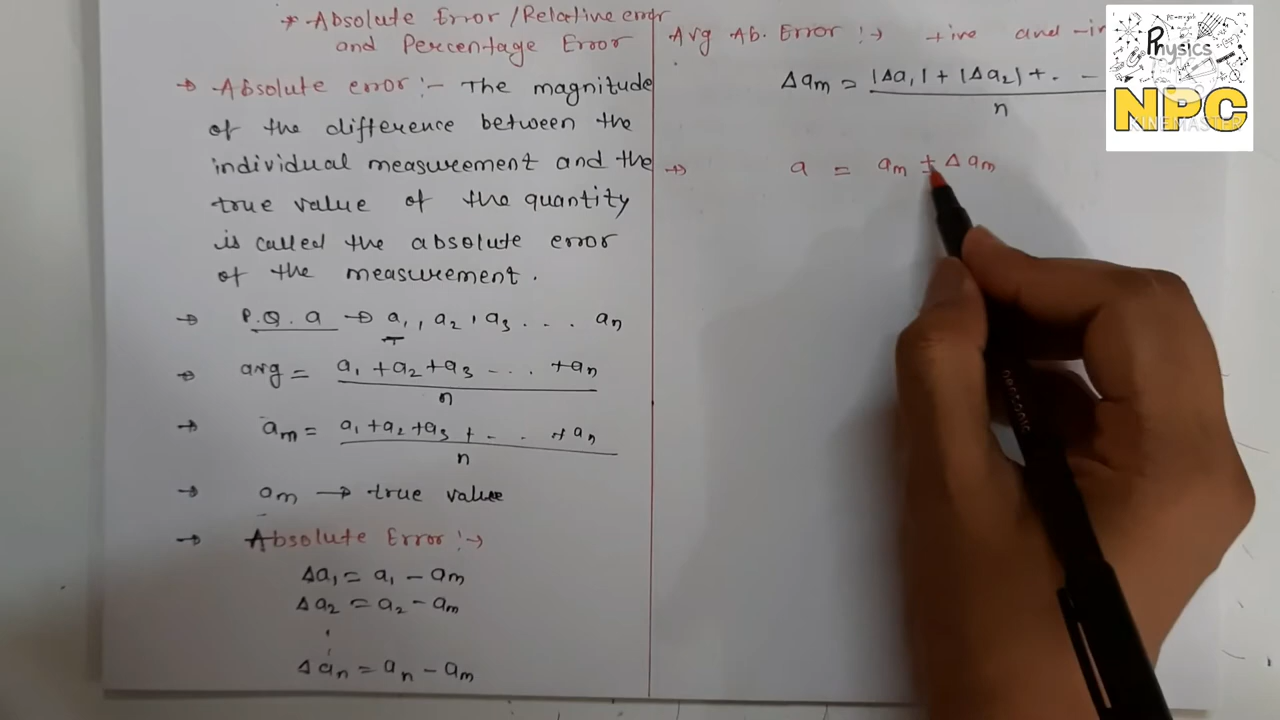 * Absolute Error / Relative error
and Percentage Error
→ Absolute error :- The magnitude
of the difference between the
individual measurement and the
true value of the quantity
is called the absolute error
of the measurement.
→ P.Q. a → a₁, a₂, a₃ . . . . aₙ
→ avg = a₁ + a₂ + a₃ - . . . + aₙ / n
→ aₘ = a₁ + a₂ + a₃ + - . . + aₙ / n
→ aₘ → true value
→ Absolute Error :→
Δa₁ = a₁ - aₘ
Δa₂ = a₂ - aₘ
Δaₙ = aₙ - aₘ
Avg Ab. Error :→ +ive and -i
Δaₘ = |Δa₁| + |Δa₂| + . - / n
→ a = aₘ ± Δaₘ
Physics
NPC
KINEMASTER